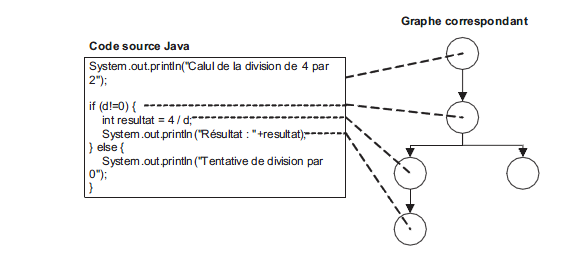 Graphe correspondant
Code source Java
System.out.println("Calul de la division de 4 par
2");
if (d!=0) {
int resultat = 4 / d;
System.out.println("Résultat : "+resultat);
} else {
System.out.println("Tentative de division par
0");
}